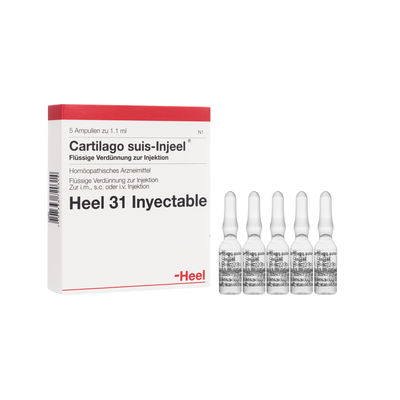 5 Ampullen zu 1,1 ml
N1
Cartilago suis-Injeel®
Flüssige Verdünnung zur Injektion
Homöopathisches Arzneimittel
Flüssige Verdünnung zur Injektion
Zur i.m., s.c. oder i.v. Injektion
Heel 31 Inyectable
-Heel